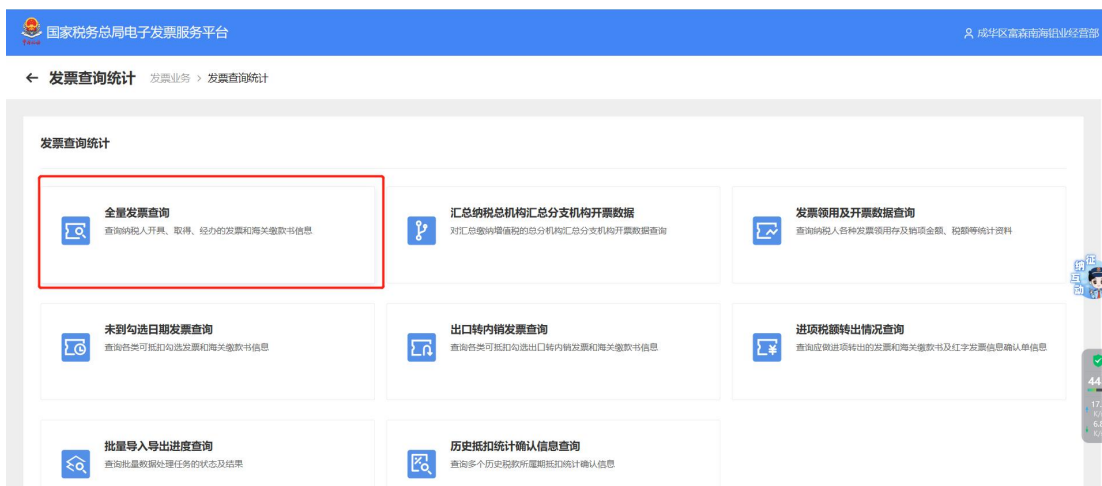 国家税务总局电子发票服务平台
成华区富森南海铝业经营部
← 发票查询统计 发票业务 > 发票查询统计
发票查询统计
全量发票查询
查询纳税人开具、取得、经办的发票和海关缴款书信息
汇总纳税总机构汇总分支机构开票数据
对汇总缴纳增值税的总分机构汇总分支机构开票数据查询
发票领用及开票数据查询
查询纳税人各种发票领用存及销项金额、税额等统计资料
征纳互动
未到勾选日期发票查询
查询各类可抵扣勾选发票和海关缴款书信息
出口转内销发票查询
查询各类可抵扣勾选出口转内销发票和海关缴款书信息
进项税额转出情况查询
查询应做进项转出的发票和海关缴款书及红字发票信息确认单信息
44
批量导入导出进度查询
查询批量数据处理任务的状态及结果
历史抵扣统计确认信息查询
查询多个历史税款所属期抵扣统计确认信息